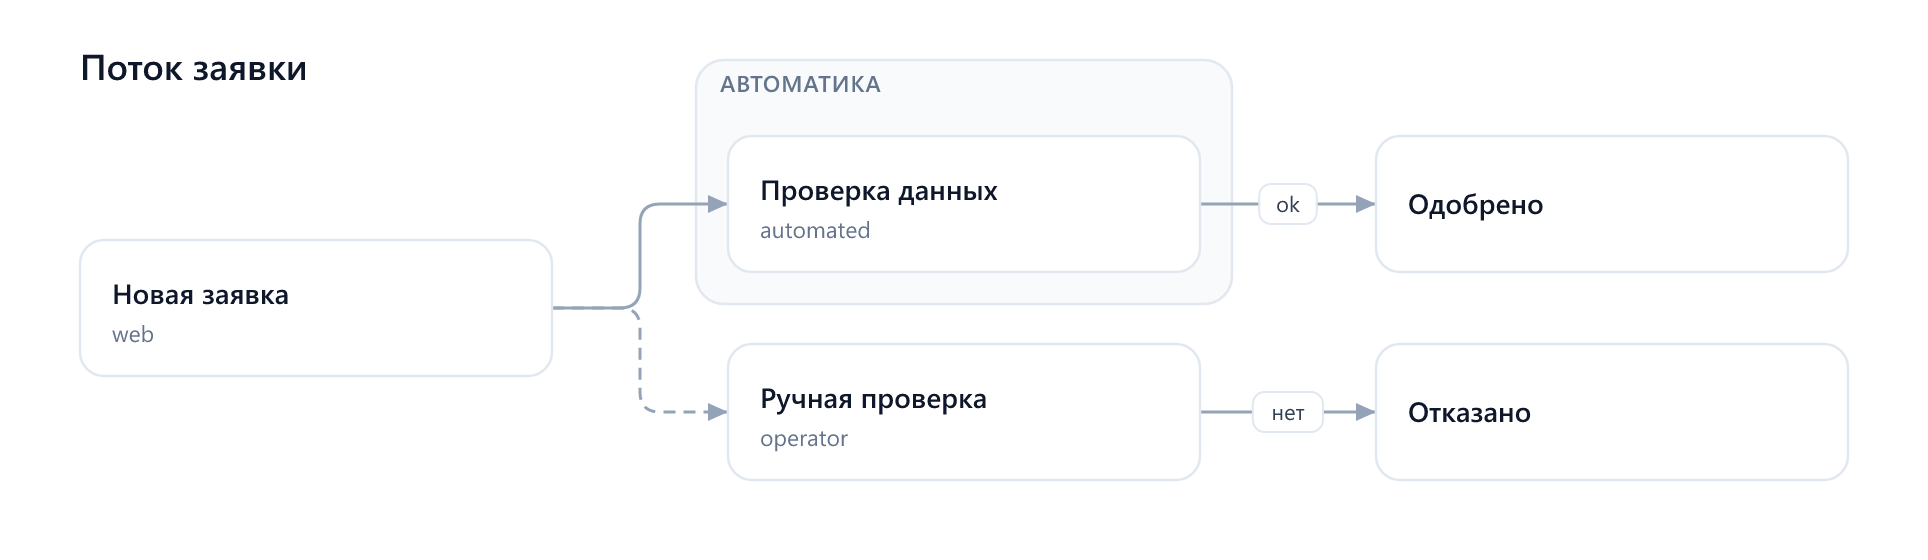 Поток заявки
АВТОМАТИКА
Проверка данных
automated
ok
Одобрено
Новая заявка
web
Ручная проверка
operator
нет
Отказано